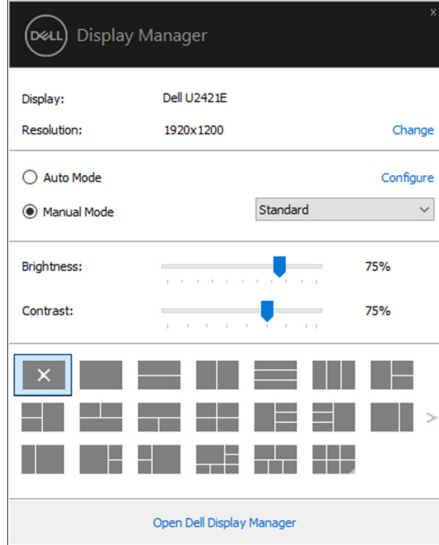 x
DELL Display Manager
Display: Dell U2421E
Resolution: 1920x1200 Change
Auto Mode Configure
Manual Mode Standard
Brightness: 75%
Contrast: 75%
Open Dell Display Manager